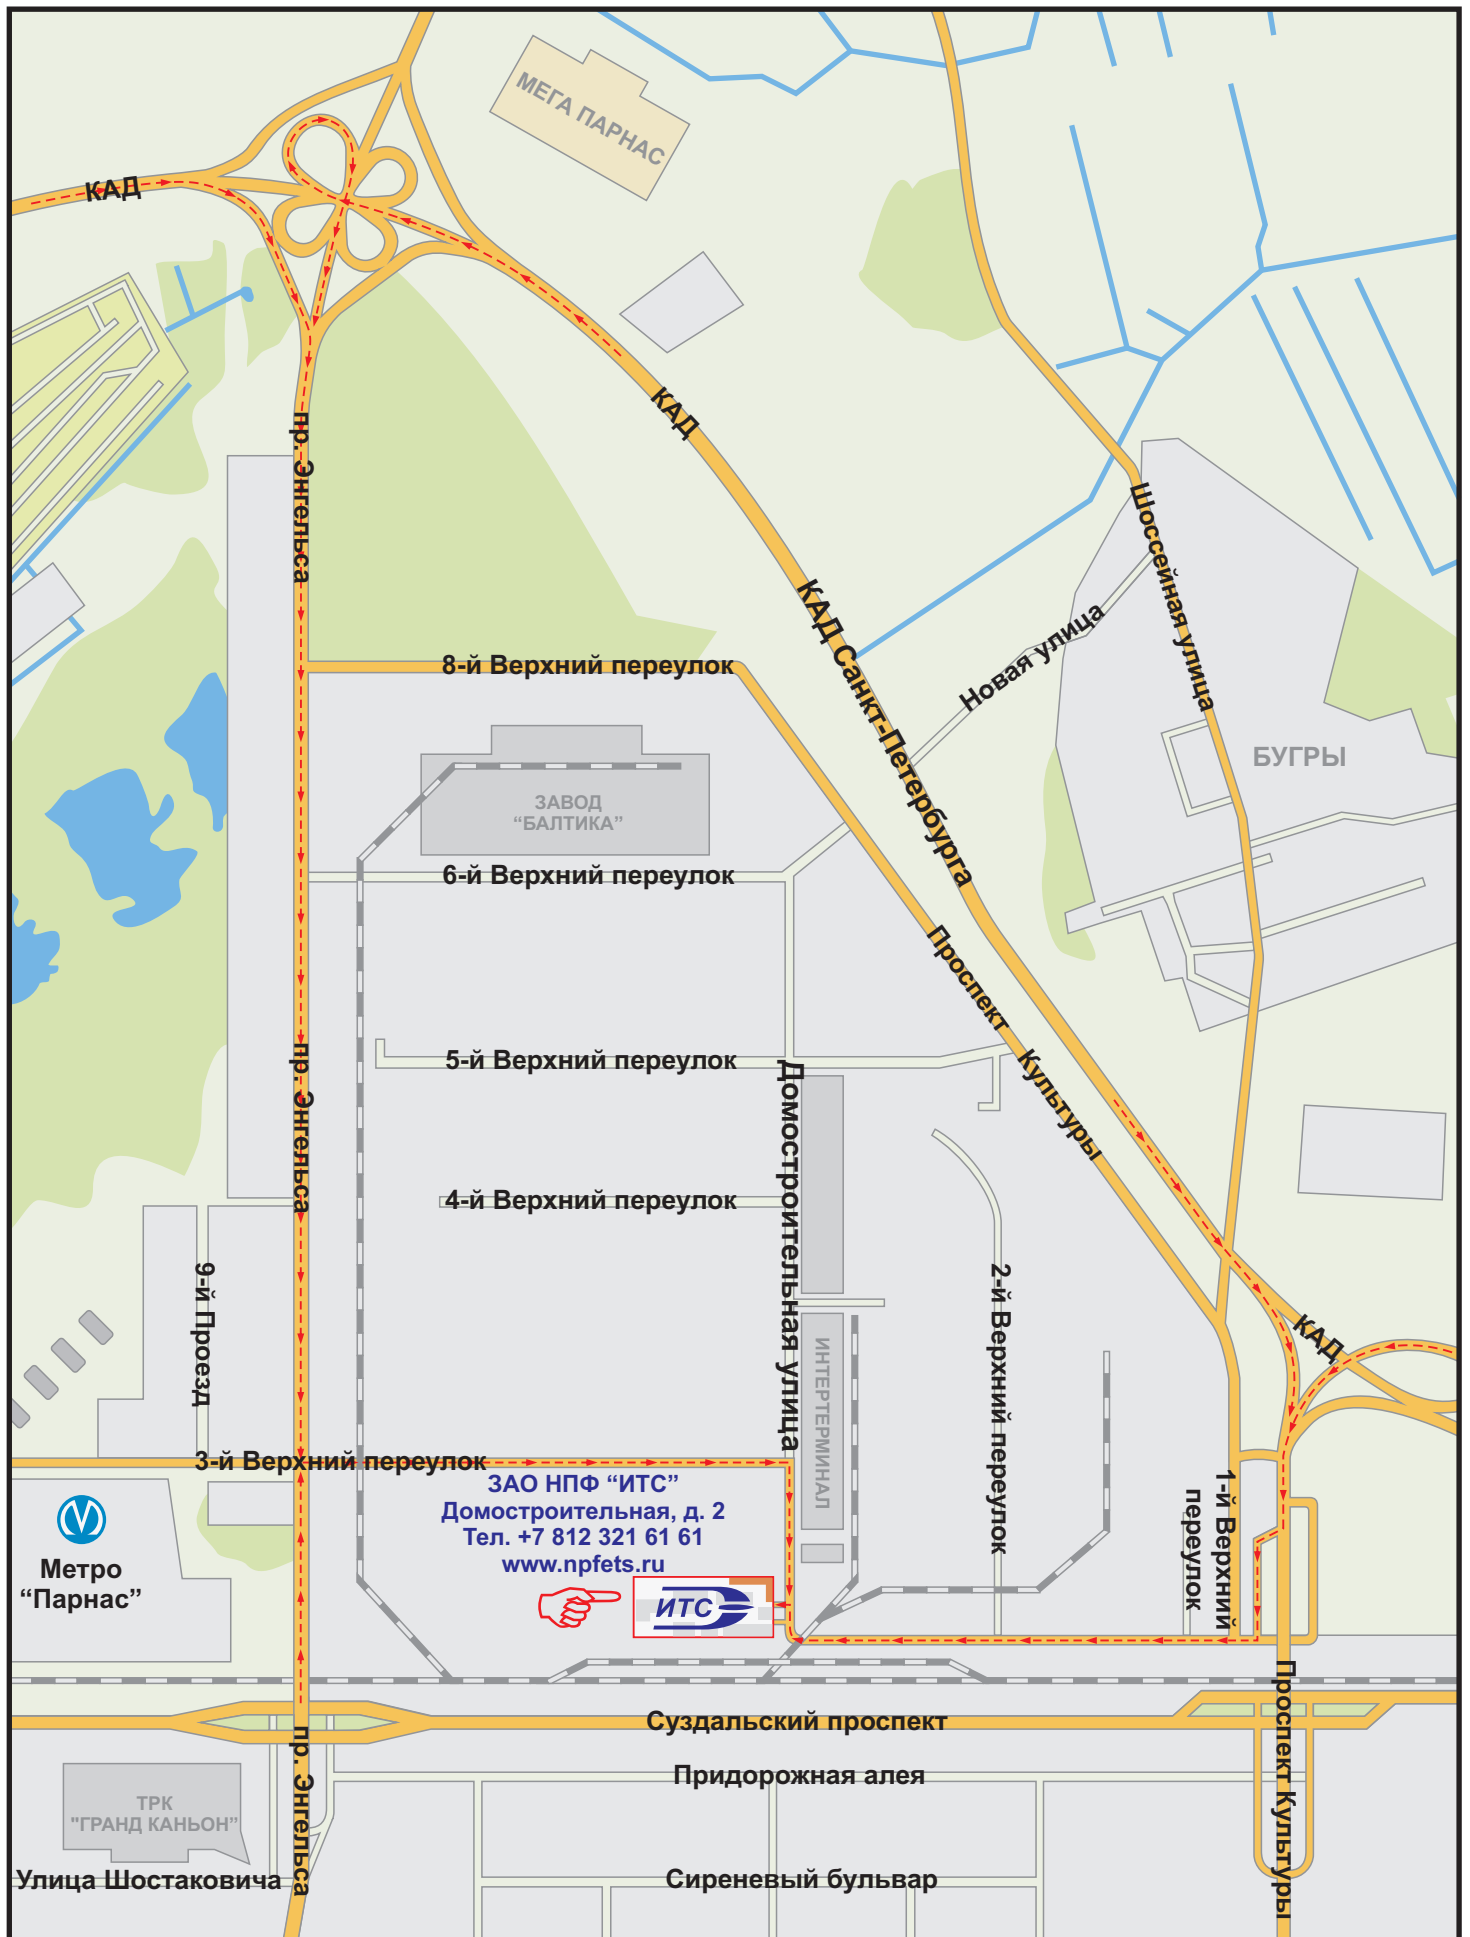 МЕГА ПАРНАС
КАД
КАД
пр. Энгельса
Шоссейная улица
КАД Санкт-Петербурга
Новая улица
8-й Верхний переулок
БУГРЫ
ЗАВОД
“БАЛТИКА”
6-й Верхний переулок
Проспект Культуры
пр. Энгельса
5-й Верхний переулок
Домостроительная улица
4-й Верхний переулок
9-й Проезд
2-й Верхний переулок
КАД
ИНТЕРТЕРМИНАЛ
3-й Верхний переулок
ЗАО НПФ “ИТС”
Домостроительная, д. 2
Тел. +7 812 321 61 61
www.npfets.ru
ИТС
1-й Верхний
переулок
Метро
“Парнас”
Суздальский проспект
Проспект Культуры
пр. Энгельса
Придорожная алея
ТРК
"ГРАНД КАНЬОН”
Улица Шостаковича
Сиреневый бульвар